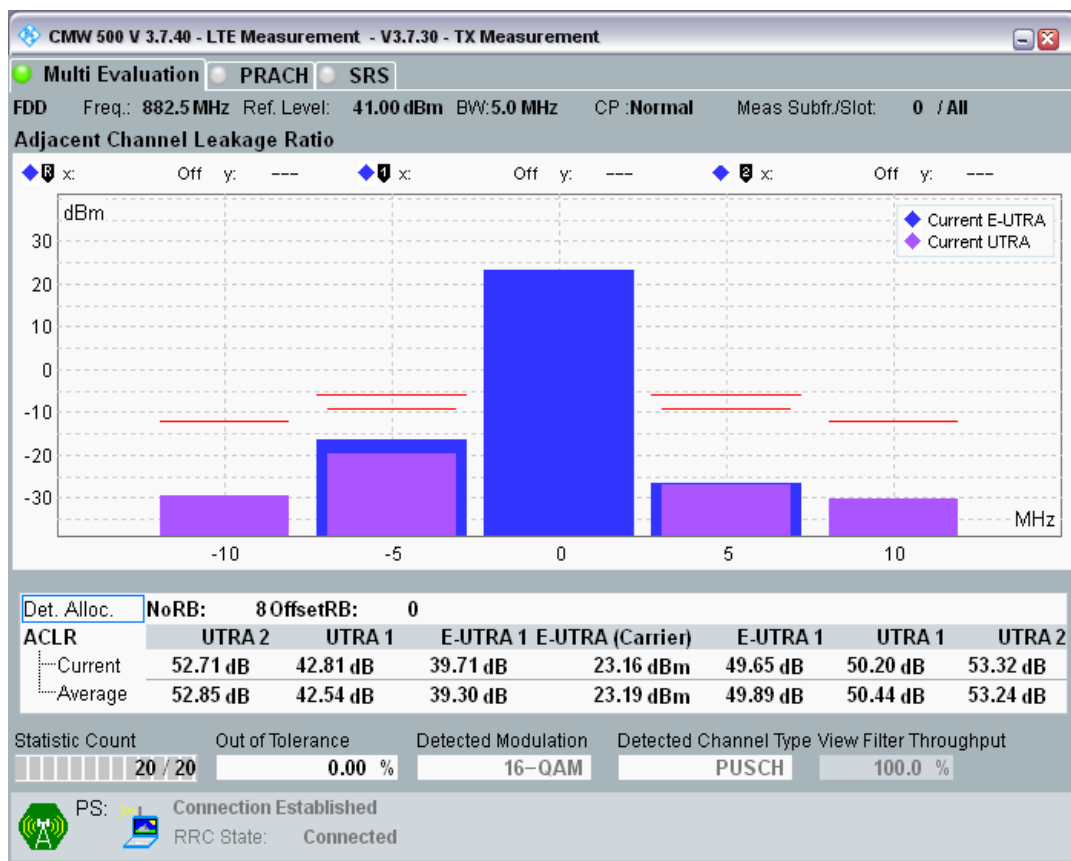 CMW 500 V 3.7.40 - LTE Measurement - V3.7.30 - TX Measurement
Multi Evaluation PRACH SRS
FDD Freq.: 882.5 MHz Ref. Level: 41.00 dBm BW:5.0 MHz CP :Normal Meas Subfr./Slot: 0 / All
Adjacent Channel Leakage Ratio
R x: Off y: --- 1 x: Off y: --- 2 x: Off y: ---
dBm
Current E-UTRA
Current UTRA
30
20
10
0
-10
-20
-30
MHz
-10 -5 0 5 10
Det. Alloc. NoRB: 8 OffsetRB: 0
ACLR UTRA 2 UTRA 1 E-UTRA 1 E-UTRA (Carrier) E-UTRA 1 UTRA 1 UTRA 2
Current 52.71 dB 42.81 dB 39.71 dB 23.16 dBm 49.65 dB 50.20 dB 53.32 dB
Average 52.85 dB 42.54 dB 39.30 dB 23.19 dBm 49.89 dB 50.44 dB 53.24 dB
Statistic Count Out of Tolerance Detected Modulation Detected Channel Type View Filter Throughput
20 / 20 0.00 % 16-QAM PUSCH 100.0 %
PS: Connection Established
RRC State: Connected